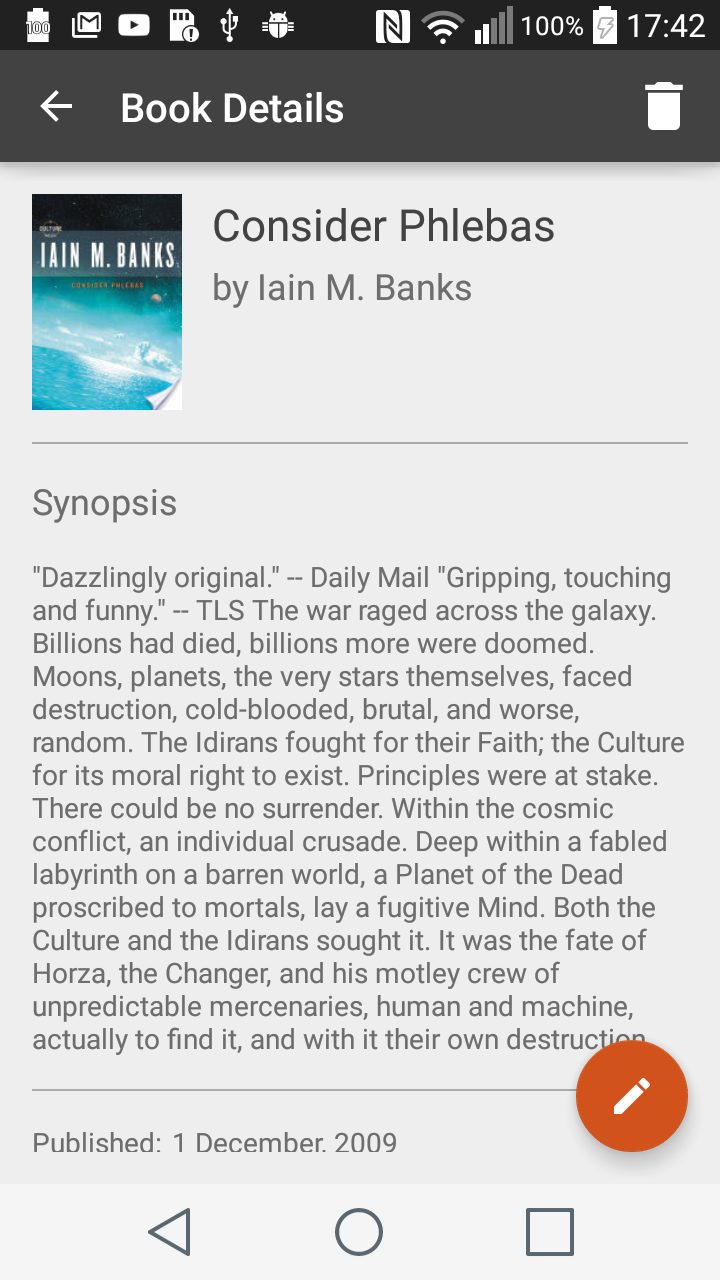 100
100% 17:42
Book Details
CULTURE
IAIN M. BANKS
CONSIDER PHLEBAS
Consider Phlebas
by Iain M. Banks
Synopsis
"Dazzlingly original." -- Daily Mail "Gripping, touching
and funny." -- TLS The war raged across the galaxy.
Billions had died, billions more were doomed.
Moons, planets, the very stars themselves, faced
destruction, cold-blooded, brutal, and worse,
random. The Idirans fought for their Faith; the Culture
for its moral right to exist. Principles were at stake.
There could be no surrender. Within the cosmic
conflict, an individual crusade. Deep within a fabled
labyrinth on a barren world, a Planet of the Dead
proscribed to mortals, lay a fugitive Mind. Both the
Culture and the Idirans sought it. It was the fate of
Horza, the Changer, and his motley crew of
unpredictable mercenaries, human and machine,
actually to find it, and with it their own destruction.
Published: 1 December, 2009